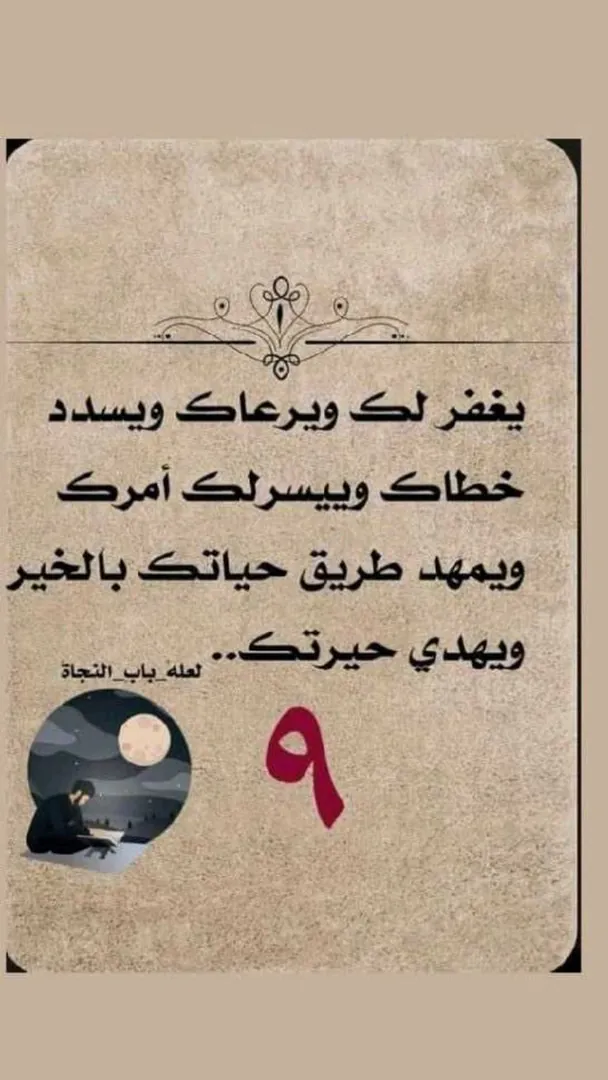 يغفر لك ويرعاك ويسدد
خطاك وييسرلك أمرك
ويمهد طريق حياتك بالخير
ويهدي حيرتك..
لعله_باب_النجاة
٩